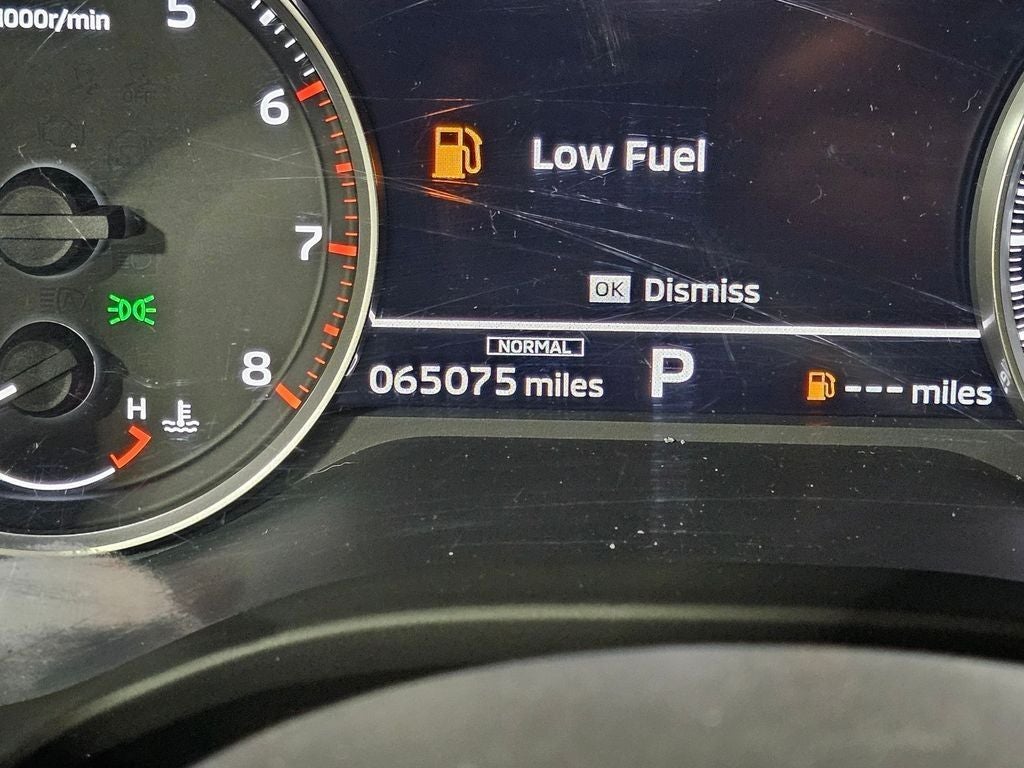 1000r/min
5
6
Low Fuel
7
OK Dismiss
NORMAL
8
065075 miles
P
--- miles
H